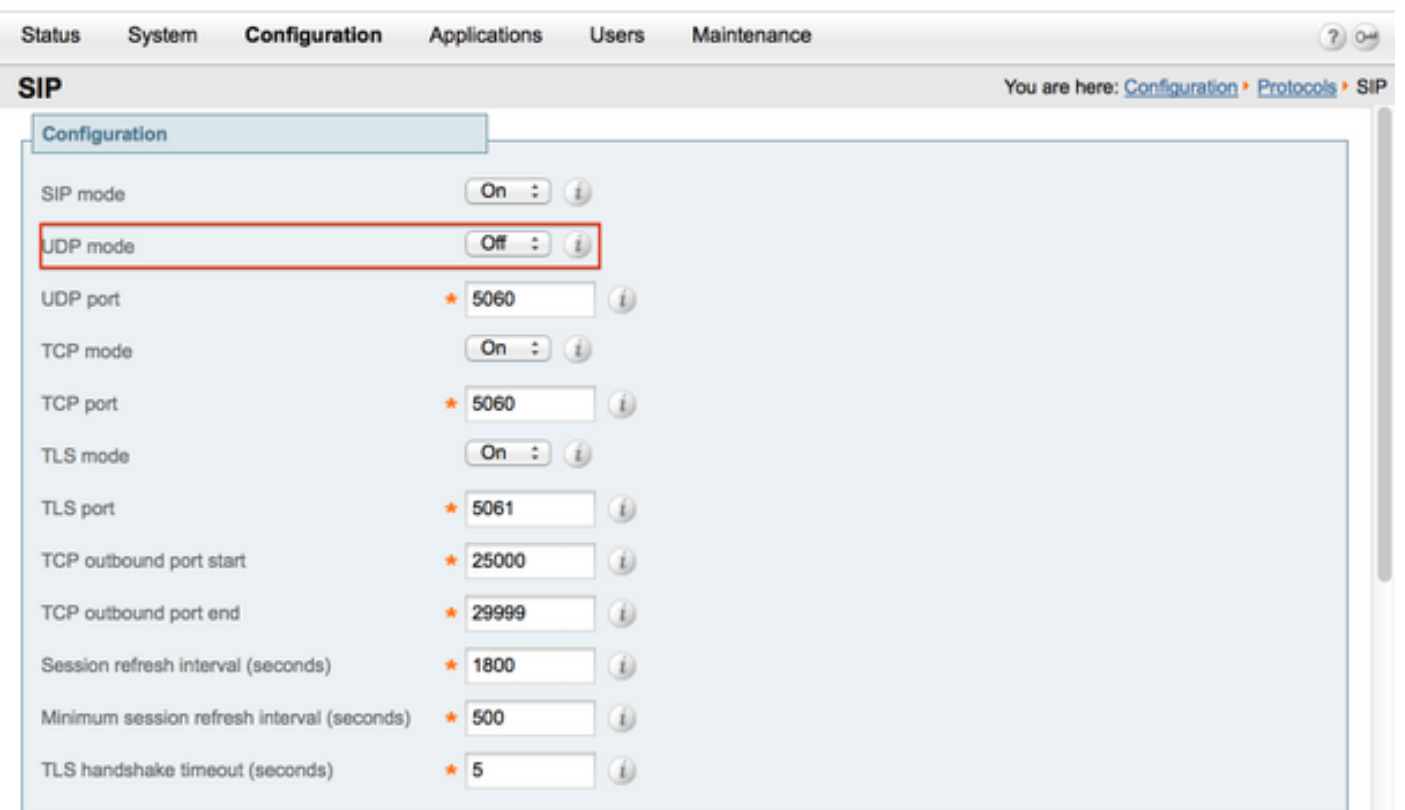 Status System Configuration Applications Users Maintenance ?
SIP You are here: Configuration Protocols SIP
Configuration
SIP mode On i
UDP mode Off i
UDP port * 5060 i
TCP mode On i
TCP port * 5060 i
TLS mode On i
TLS port * 5061 i
TCP outbound port start * 25000 i
TCP outbound port end * 29999 i
Session refresh interval (seconds) * 1800 i
Minimum session refresh interval (seconds) * 500 i
TLS handshake timeout (seconds) * 5 i